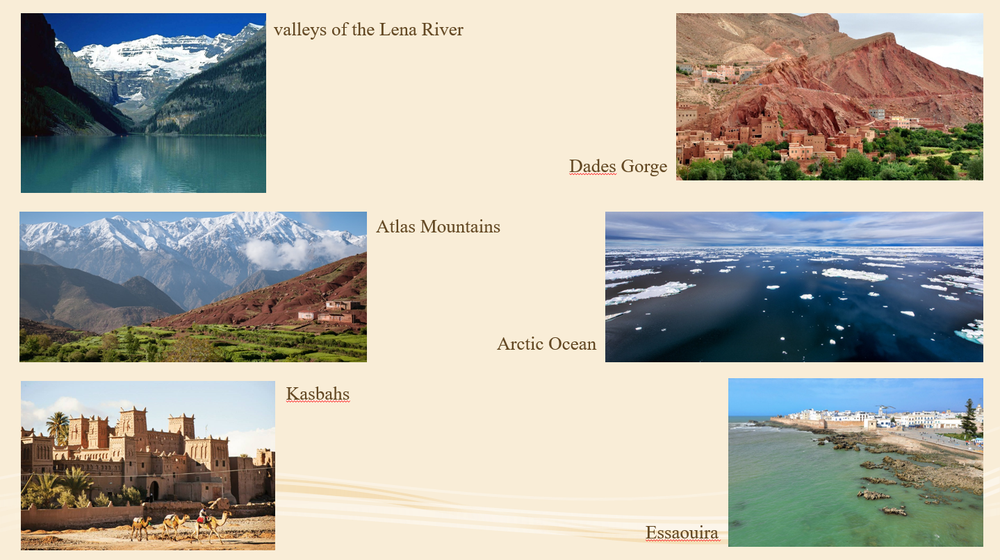 valleys of the Lena River
Dades Gorge
Atlas Mountains
Arctic Ocean
Kasbahs
Essaouira